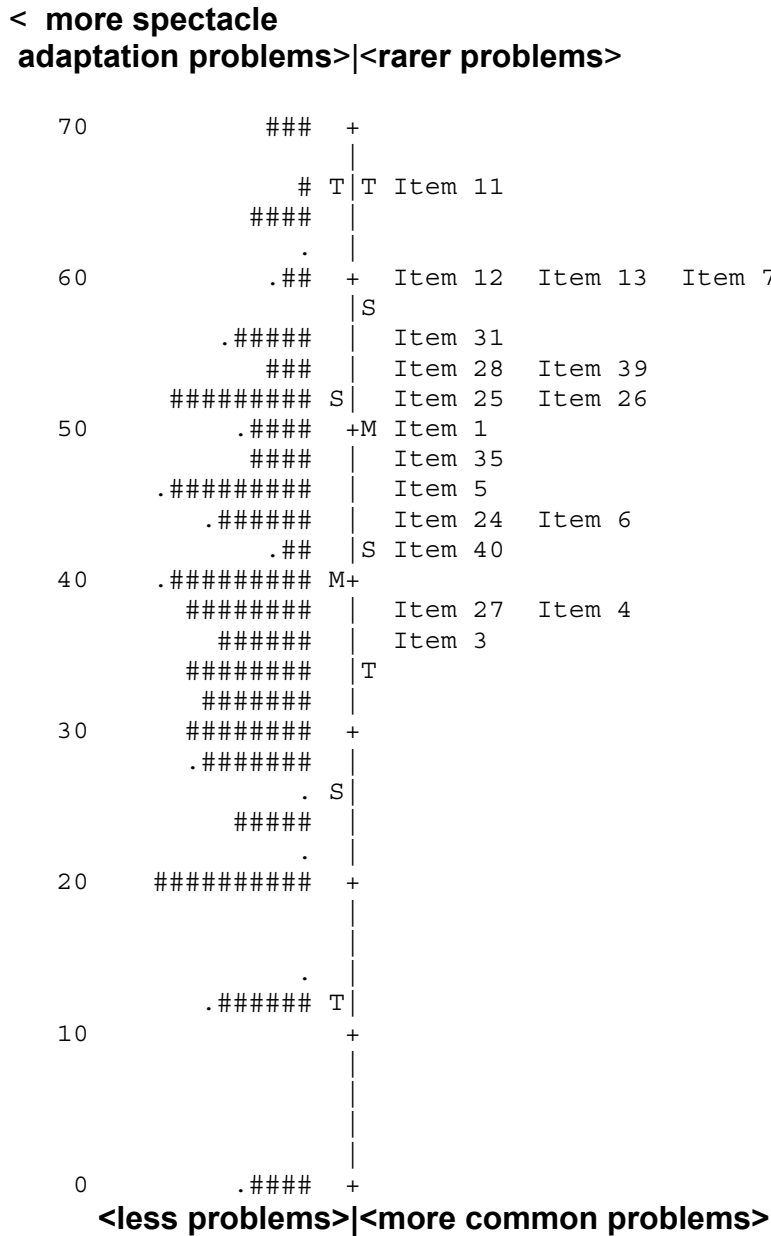 < more spectacle
adaptation problems>|<rarer problems>
70 ### +
|
# T|T Item 11
#### |
. |
60 .## + Item 12 Item 13 Item 7
|S
.##### | Item 31
### | Item 28 Item 39
######### S| Item 25 Item 26
50 .#### +M Item 1
#### | Item 35
.######### | Item 5
.###### | Item 24 Item 6
.## |S Item 40
40 .######### M+
######## | Item 27 Item 4
###### | Item 3
######## |T
####### |
30 ######## +
.####### |
. S|
##### |
. |
20 ########## +
|
|
. |
.###### T|
10 +
|
|
|
|
0 .#### +
<less problems>|<more common problems>